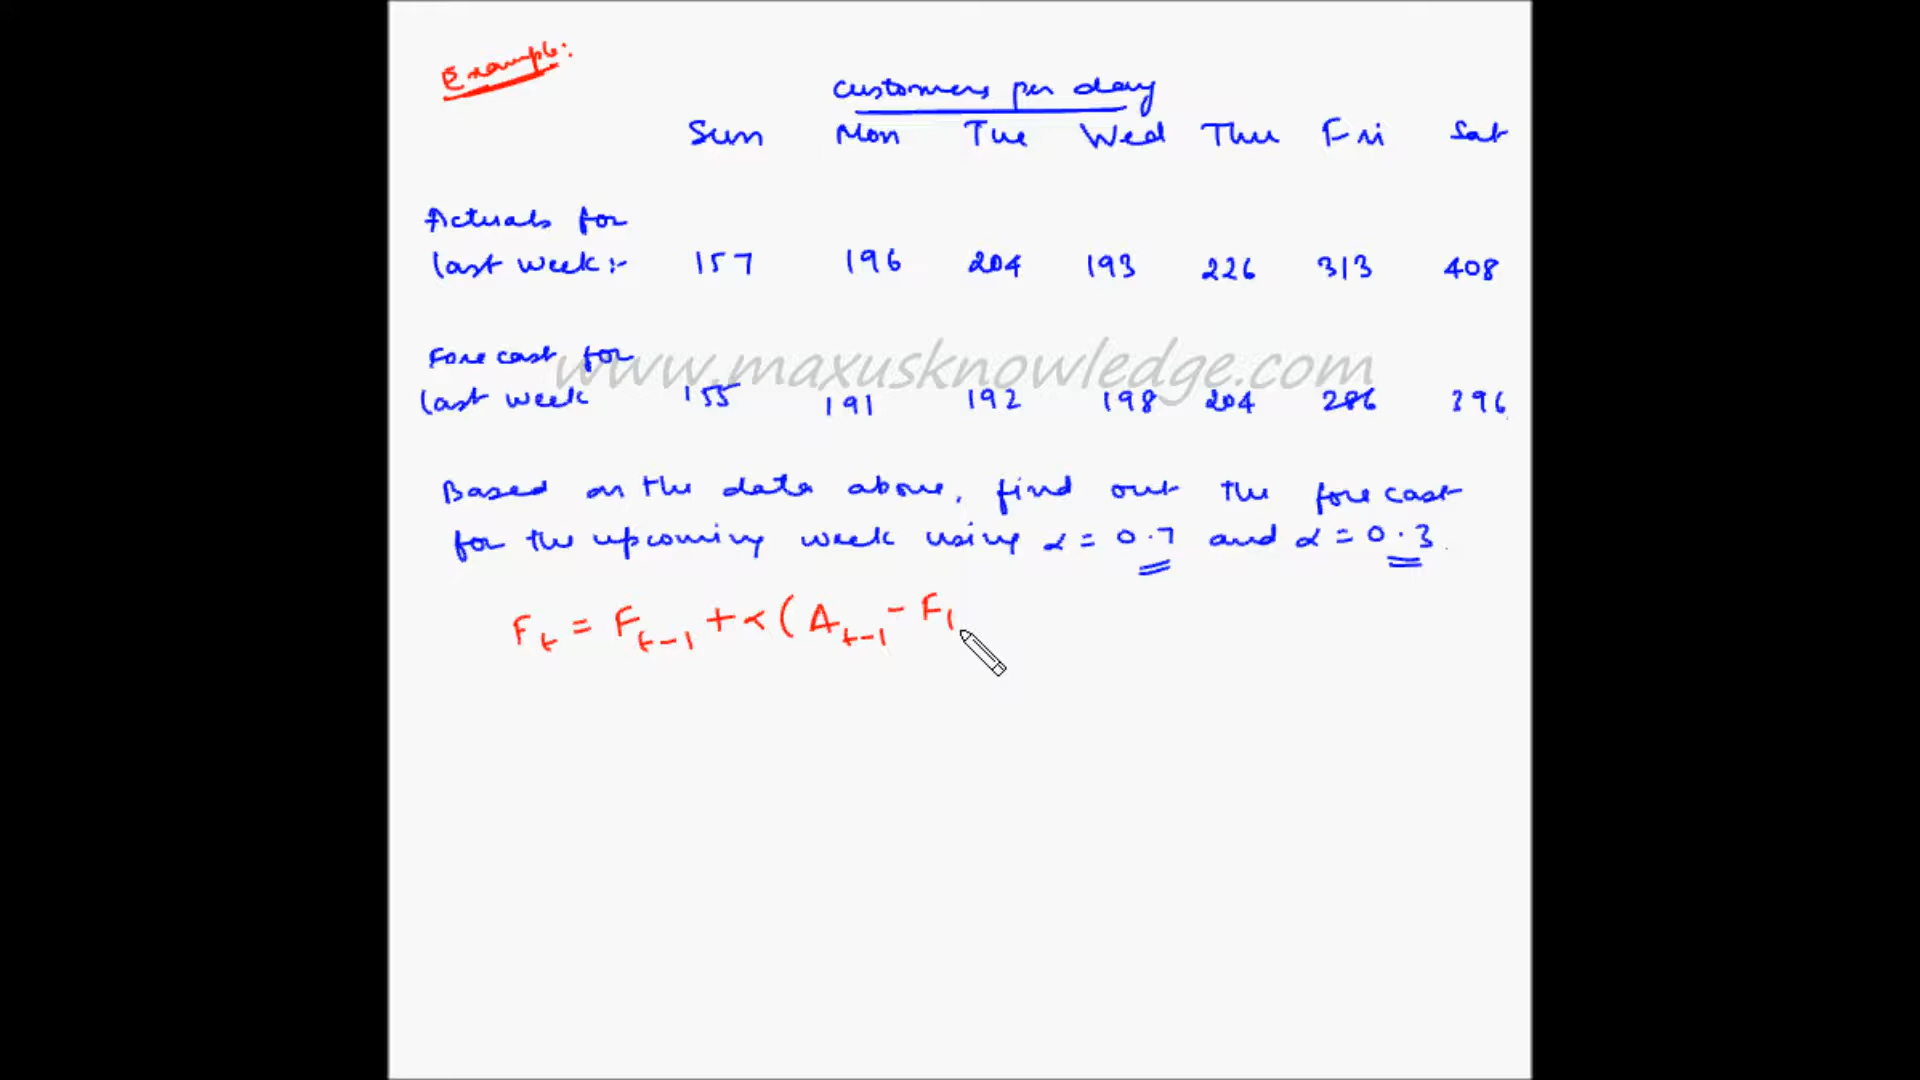 Example:
Customers per day
Sun Mon Tue Wed Thu Fri Sat
Actuals for
last week:- 157 196 204 193 226 313 408
Forecast for
www.maxusknowledge.com
last week 155 191 192 198 204 286 396
Based on the data above, find out the forecast
for the upcoming week using α = 0.7 and α = 0.3.
Ft = Ft-1 + α ( At-1 - F1